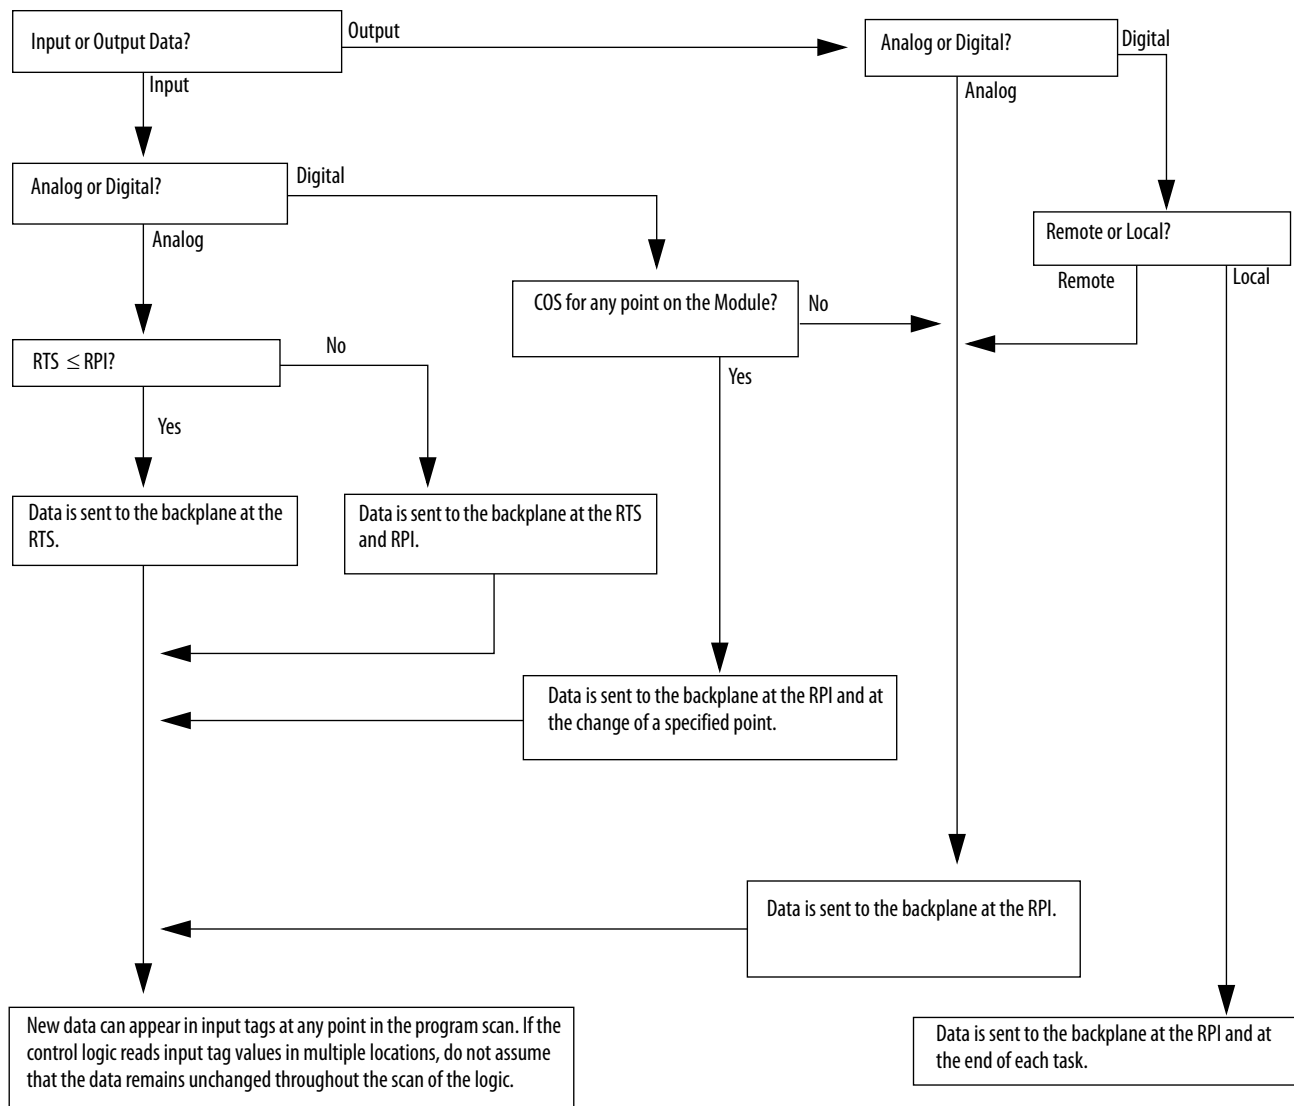 Input or Output Data?
Output
Input
Analog or Digital?
Digital
Analog
Analog or Digital?
Digital
Analog
Remote or Local?
Remote
Local
COS for any point on the Module?
No
Yes
RTS ≤ RPI?
No
Yes
Data is sent to the backplane at the
RTS.
Data is sent to the backplane at the RTS
and RPI.
Data is sent to the backplane at the RPI and at
the change of a specified point.
Data is sent to the backplane at the RPI.
New data can appear in input tags at any point in the program scan. If the
control logic reads input tag values in multiple locations, do not assume
that the data remains unchanged throughout the scan of the logic.
Data is sent to the backplane at the RPI and at
the end of each task.